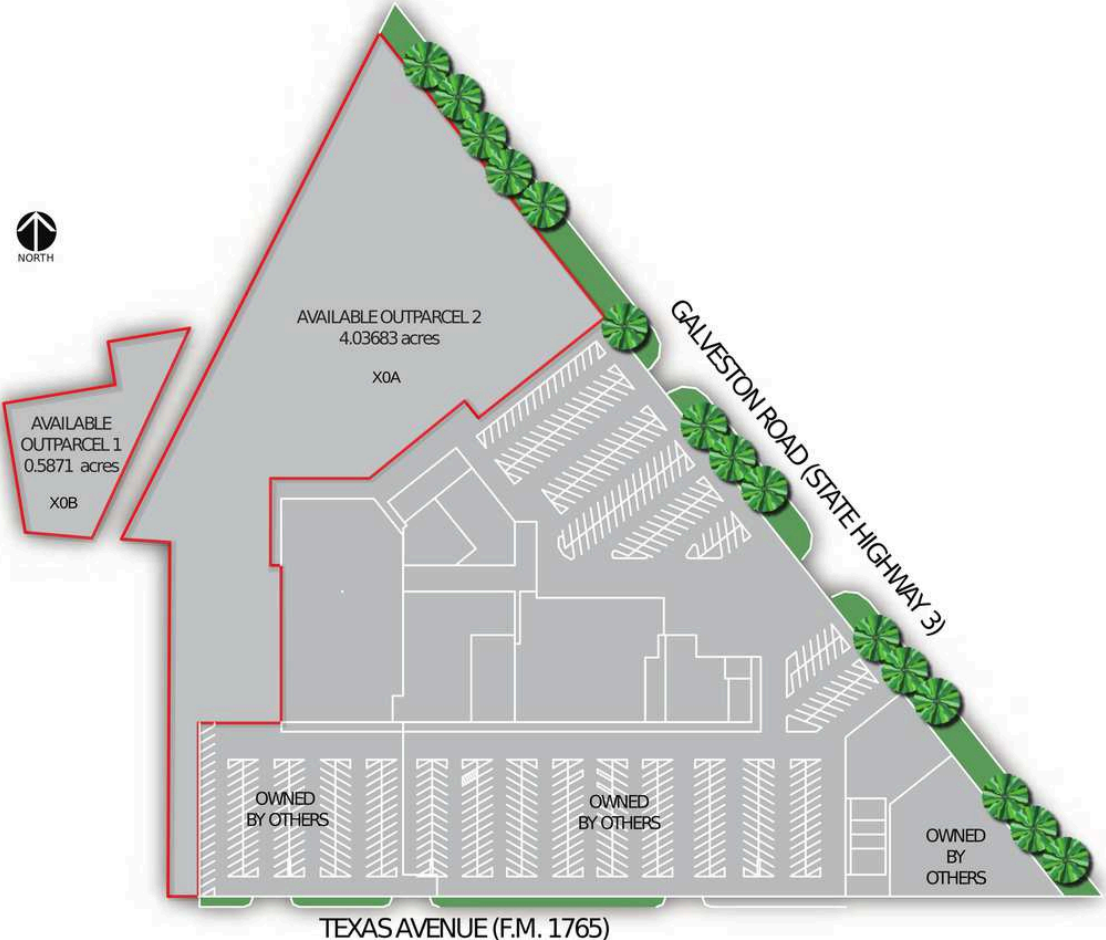 NORTH
AVAILABLE OUTPARCEL 2
4.03683 acres
X0A
GALVESTON ROAD (STATE HIGHWAY 3)
AVAILABLE
OUTPARCEL 1
0.5871 acres
X0B
OWNED
BY OTHERS
OWNED
BY OTHERS
OWNED
BY
OTHERS
TEXAS AVENUE (F.M. 1765)